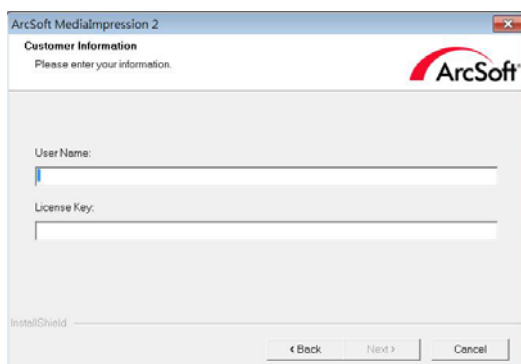 ArcSoft MediaImpression 2
Customer Information
Please enter your information.
ArcSoft
User Name:
License Key:
InstallShield
< Back
Next >
Cancel